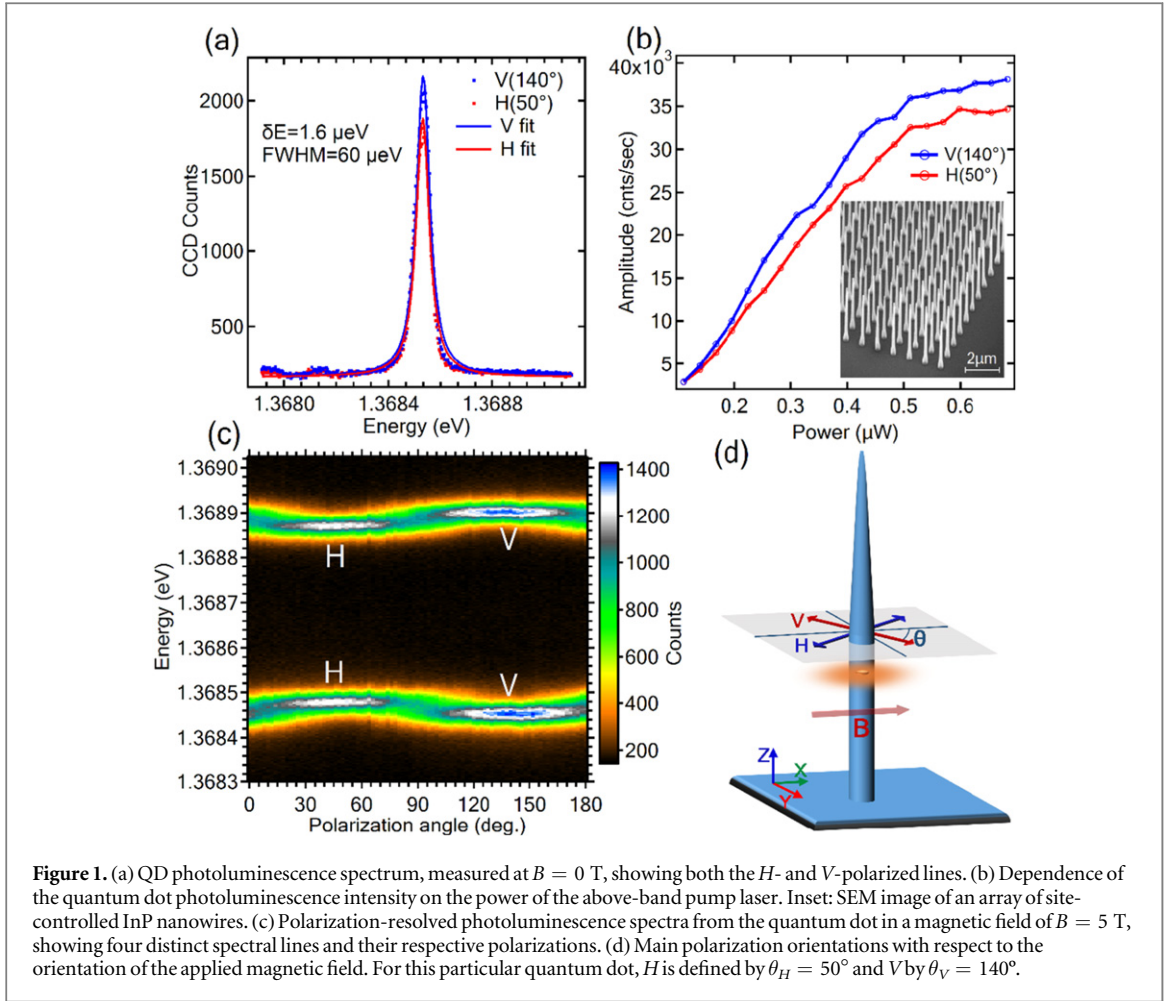 (a)
2000
1500
1000
500
CCD Counts
1.3680
1.3684
1.3688
Energy (eV)
δE=1.6 µeV
FWHM=60 µeV
V(140°)
H(50°)
V fit
H fit
(b)
40x10³
35
30
25
20
15
10
5
Amplitude (cnts/sec)
0.2
0.3
0.4
0.5
0.6
Power (µW)
V(140°)
H(50°)
2µm
(c)
1.3690
1.3689
1.3688
1.3687
1.3686
1.3685
1.3684
1.3683
Energy (eV)
H
V
H
V
0
30
60
90
120
150
180
Polarization angle (deg.)
1400
1200
1000
800
600
400
200
Counts
(d)
V
H
θ
B
Z
X
Y
Figure 1. (a) QD photoluminescence spectrum, measured at B = 0 T, showing both the H- and V-polarized lines. (b) Dependence of
the quantum dot photoluminescence intensity on the power of the above-band pump laser. Inset: SEM image of an array of site-
controlled InP nanowires. (c) Polarization-resolved photoluminescence spectra from the quantum dot in a magnetic field of B = 5 T,
showing four distinct spectral lines and their respective polarizations. (d) Main polarization orientations with respect to the
orientation of the applied magnetic field. For this particular quantum dot, H is defined by θH = 50° and V by θV = 140°.